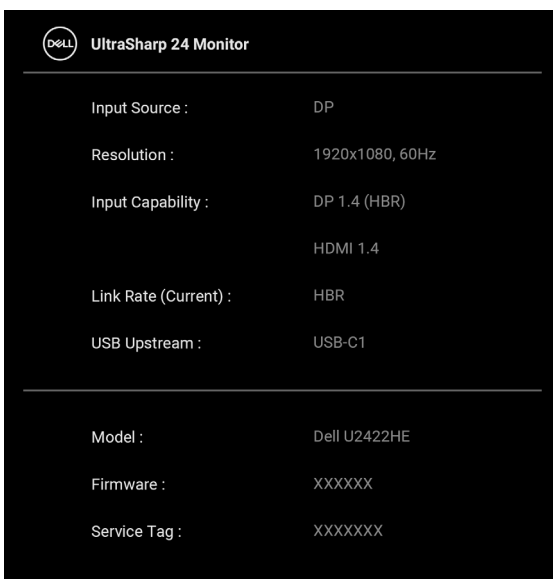 DELL UltraSharp 24 Monitor
Input Source : DP
Resolution : 1920x1080, 60Hz
Input Capability : DP 1.4 (HBR)
HDMI 1.4
Link Rate (Current) : HBR
USB Upstream : USB-C1
Model : Dell U2422HE
Firmware : XXXXXX
Service Tag : XXXXXXX